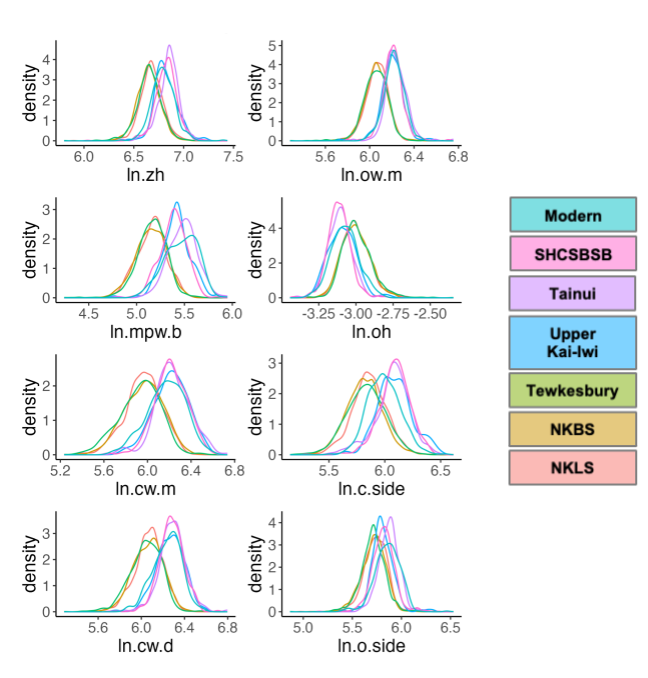 density
4
3
2
1
0
6.0 6.5 7.0 7.5
ln.zh
density
5
4
3
2
1
0
5.6 6.0 6.4 6.8
ln.ow.m
density
3
2
1
0
4.5 5.0 5.5 6.0
ln.mpw.b
density
4
2
0
-3.25 -3.00 -2.75 -2.50
ln.oh
density
2
1
0
5.2 5.6 6.0 6.4 6.8
ln.cw.m
density
3
2
1
0
5.5 6.0 6.5
ln.c.side
density
3
2
1
0
5.6 6.0 6.4 6.8
ln.cw.d
density
4
3
2
1
0
5.0 5.5 6.0 6.5
ln.o.side
Modern
SHCSBSB
Tainui
Upper
Kai-Iwi
Tewkesbury
NKBS
NKLS